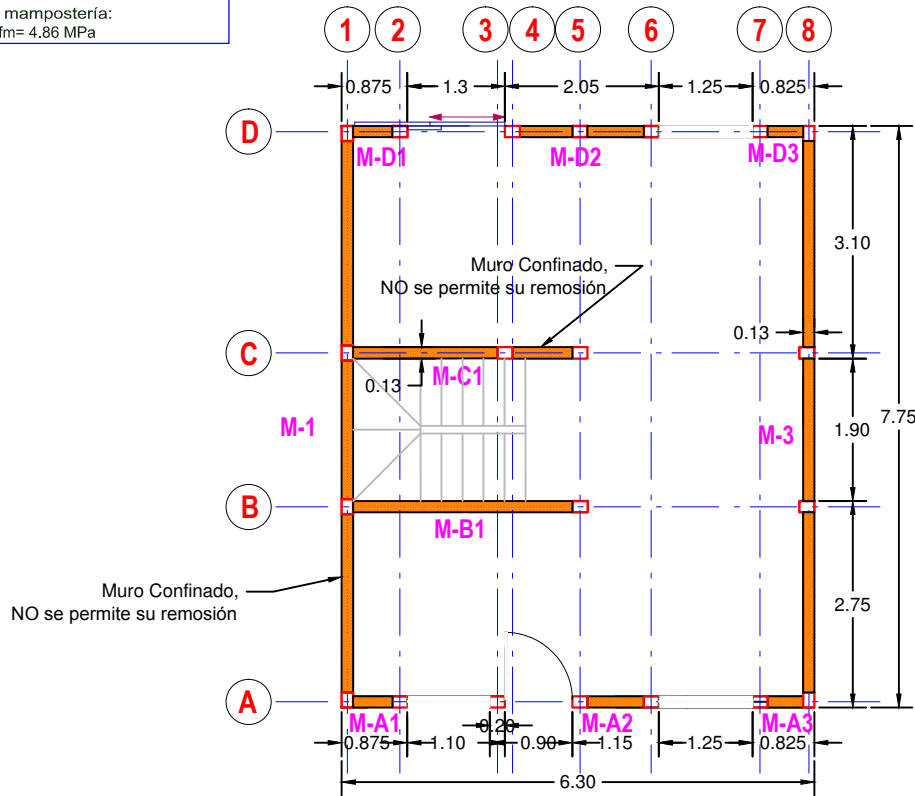 mampostería:
fm= 4.86 MPa
1
2
3
4
5
6
7
8
0.875
1.3
2.05
1.25
0.825
D
M-D1
M-D2
M-D3
3.10
Muro Confinado,
NO se permite su remosión
0.13
C
M-C1
0.13
7.75
M-1
M-3
1.90
B
M-B1
Muro Confinado,
NO se permite su remosión
2.75
A
M-A1
0.20
M-A2
M-A3
0.875
1.10
0.90
1.15
1.25
0.825
6.30